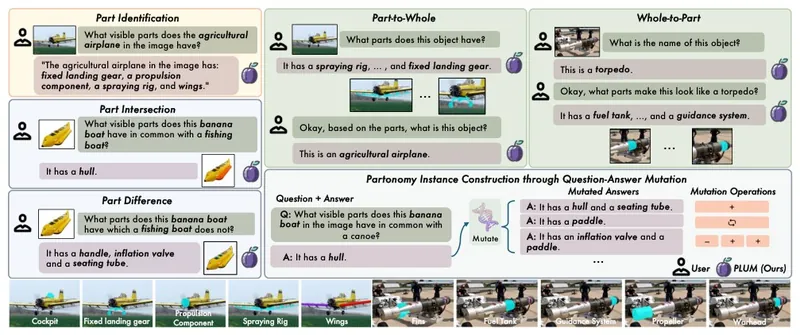 Part Identification
What visible parts does the agricultural
airplane in the image have?
"The agricultural airplane in the image has:
fixed landing gear, a propulsion
component, a spraying rig, and wings."
Part Intersection
What visible parts does this banana
boat have in common with a fishing
boat?
It has a hull.
Part Difference
What parts does this banana boat
have which a fishing boat does not?
It has a handle, inflation valve
and a seating tube.
Part-to-Whole
What parts does this object have?
It has a spraying rig, ... , and fixed landing gear.
...
Okay, based on the parts, what is this object?
This is an agricultural airplane.
Whole-to-Part
What is the name of this object?
This is a torpedo.
Okay, what parts make this look like a torpedo?
It has a fuel tank, ..., and a guidance system.
...
Partonomy Instance Construction through Question-Answer Mutation
Question + Answer
Q: What visible parts does this banana
boat in the image have in common with
a canoe?
A: It has a hull.
Mutate
Mutated Answers
A: It has a hull and a seating tube.
A: It has a paddle.
A: It has an inflation valve and a
paddle.
...
Mutation Operations
+
− + +
User
PLUM (Ours)
Cockpit
Fixed landing gear
Propulsion
Component
Spraying Rig
Wings
Fins
Fuel Tank
Guidance System
Propeller
Warhead